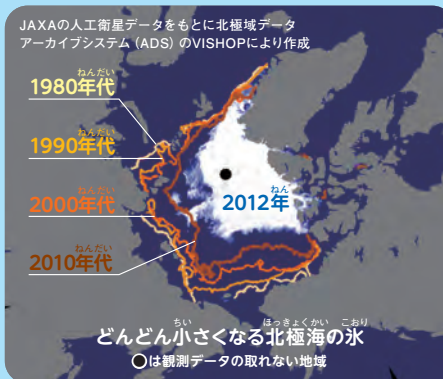 JAXAの人工衛星データをもとに北極域データ
アーカイブシステム（ADS）のVISHOPにより作成
ねんだい
1980年代
ねんだい
1990年代
ねんだい
2000年代
ねん
2012年
ねんだい
2010年代
ちい ほっきょくかい こおり
どんどん小さくなる北極海の氷
●は観測データの取れない地域